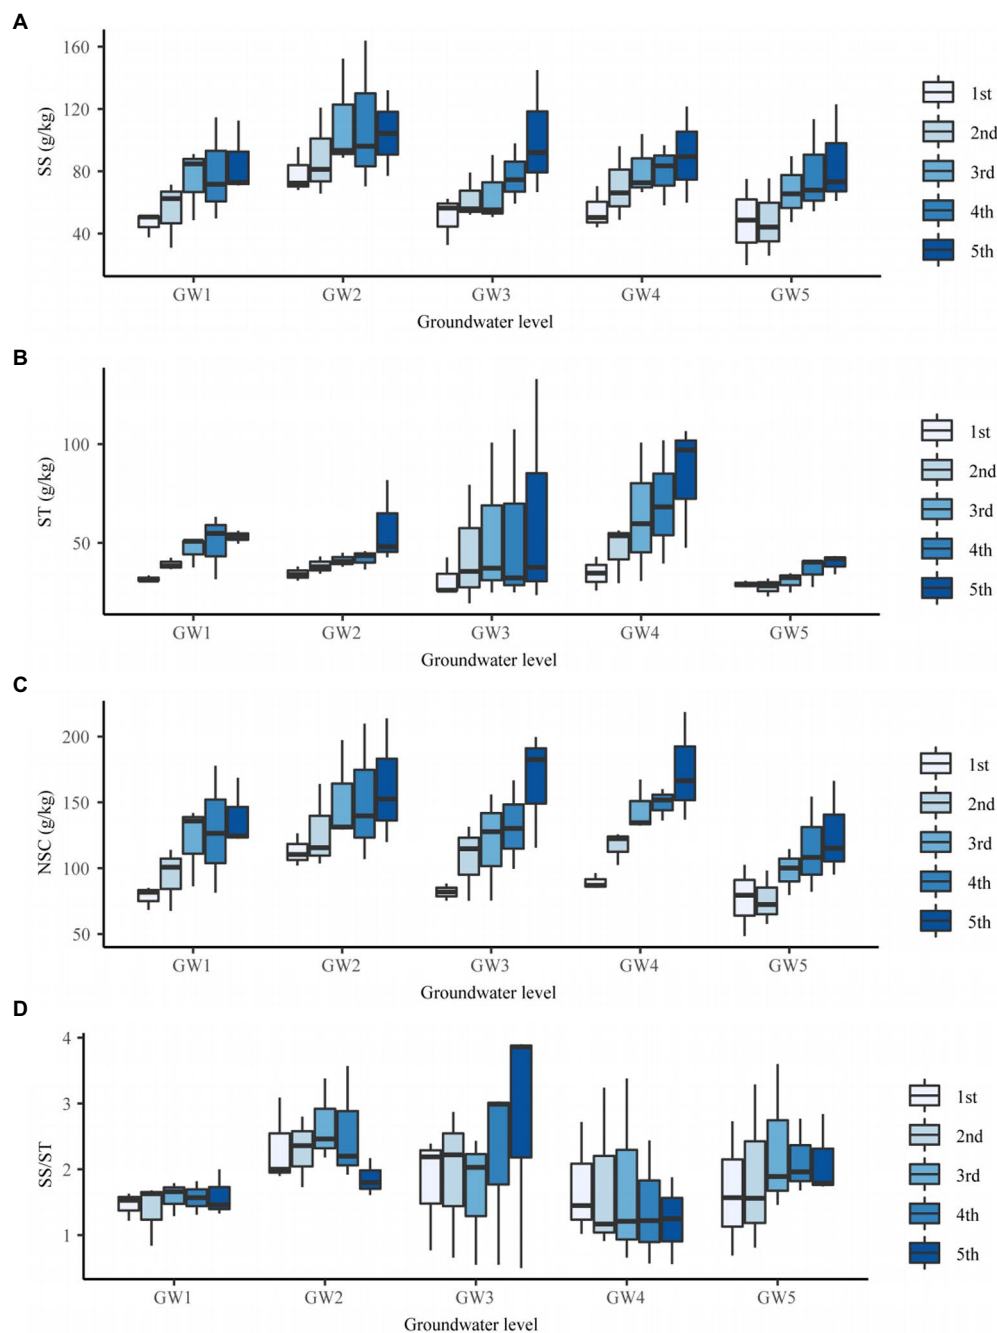 A
SS (g/kg)
160
120
80
40
GW1 GW2 GW3 GW4 GW5
Groundwater level
1st
2nd
3rd
4th
5th
B
ST (g/kg)
100
50
GW1 GW2 GW3 GW4 GW5
Groundwater level
1st
2nd
3rd
4th
5th
C
NSC (g/kg)
200
150
100
50
GW1 GW2 GW3 GW4 GW5
Groundwater level
1st
2nd
3rd
4th
5th
D
SS/ST
4
3
2
1
GW1 GW2 GW3 GW4 GW5
Groundwater level
1st
2nd
3rd
4th
5th